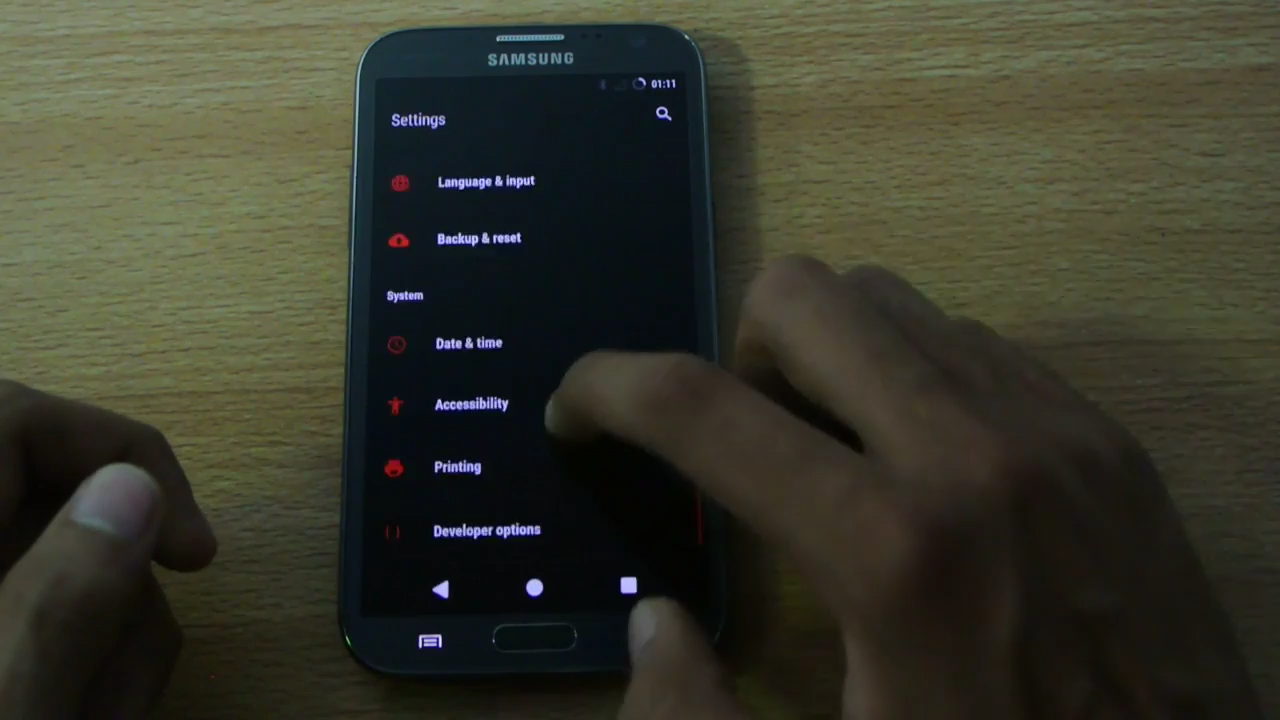 SAMSUNG
01:11
Settings
Language & input
Backup & reset
System
Date & time
Accessibility
Printing
Developer options